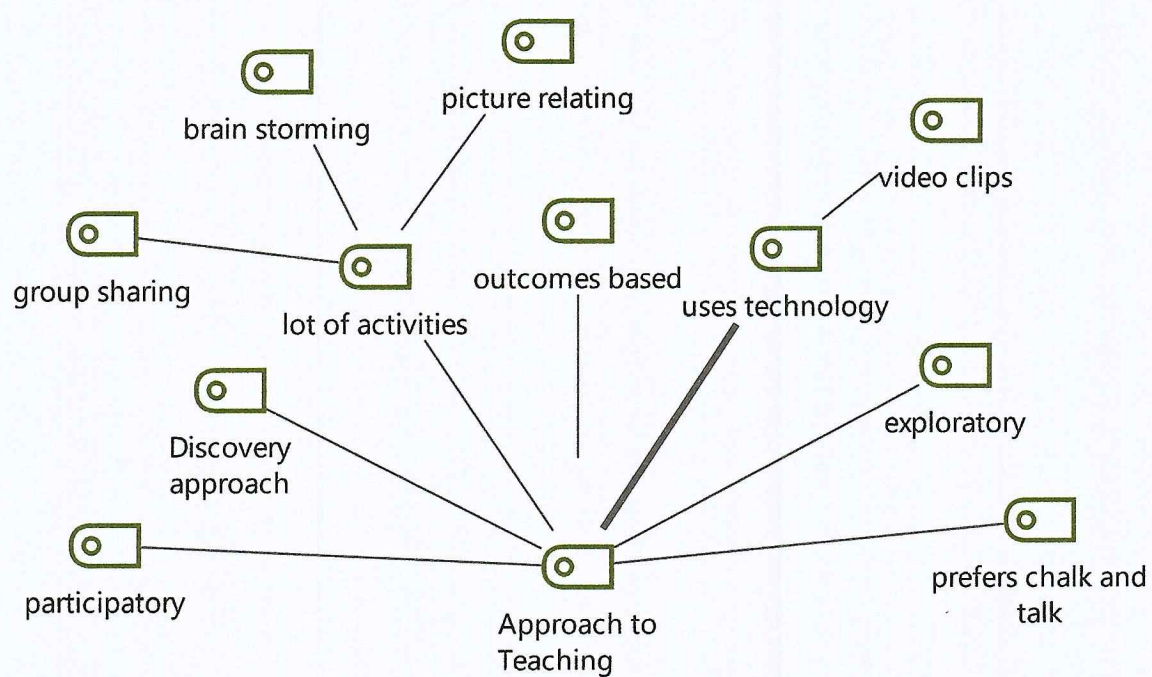 picture relating
brain storming
video clips
group sharing
outcomes based
uses technology
lot of activities
exploratory
Discovery
approach
prefers chalk and
talk
participatory
Approach to
Teaching